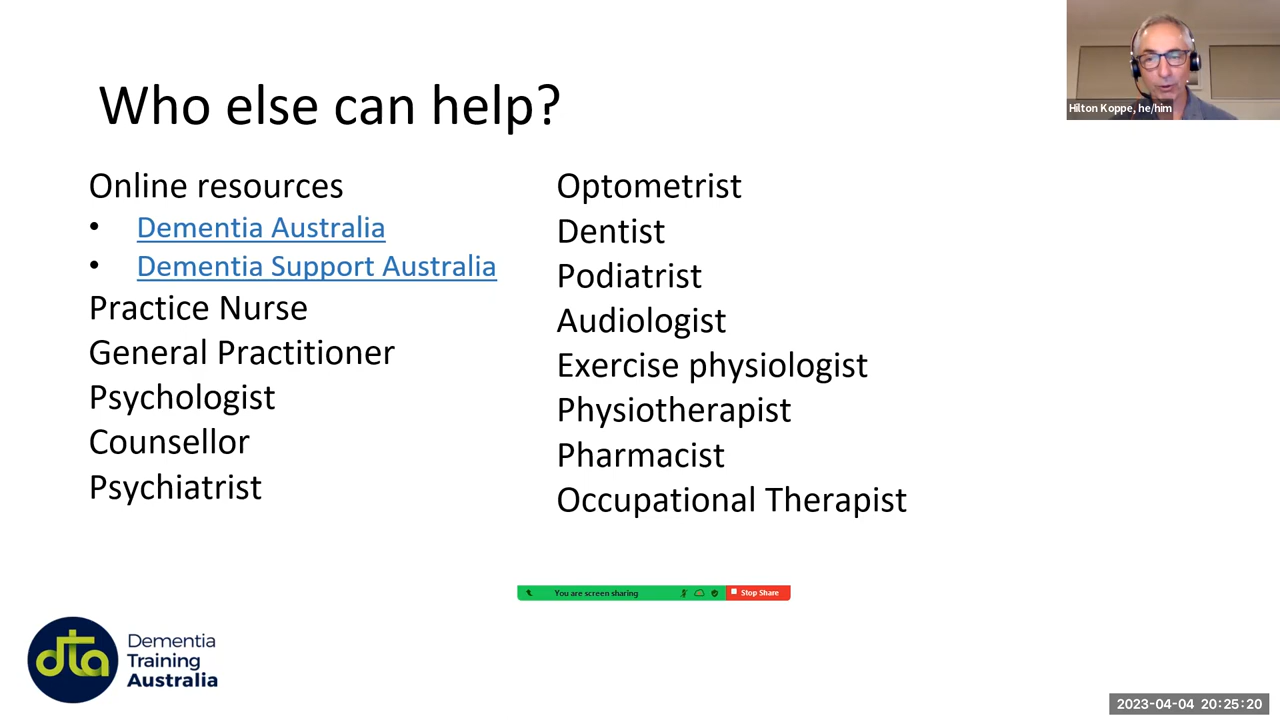 Who else can help?
Online resources
• Dementia Australia
• Dementia Support Australia
Practice Nurse
General Practitioner
Psychologist
Counsellor
Psychiatrist
Optometrist
Dentist
Podiatrist
Audiologist
Exercise physiologist
Physiotherapist
Pharmacist
Occupational Therapist
Hilton Koppe, he/him
You are screen sharing
Stop Share
dta
Dementia
Training
Australia
2023-04-04 20:25:20